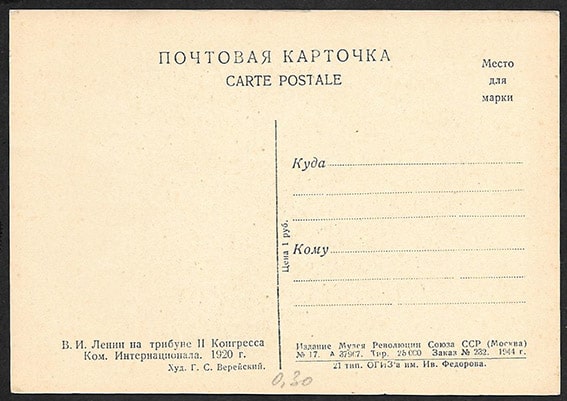 ПОЧТОВАЯ КАРТОЧКА
CARTE POSTALE
Место
для
марки
Куда
Цена 1 руб.
Кому
В. И. Ленин на трибуне II Конгресса
Ком. Интернационала. 1920 г.
Худ. Г. С. Верейский.
Издание Музея Революции Союза ССР (Москва)
№ 17. А 37967. Тир. 25 000 Заказ № 232. 1944 г.
21 тип. ОГИЗ'а им. Ив. Федорова.
0,30